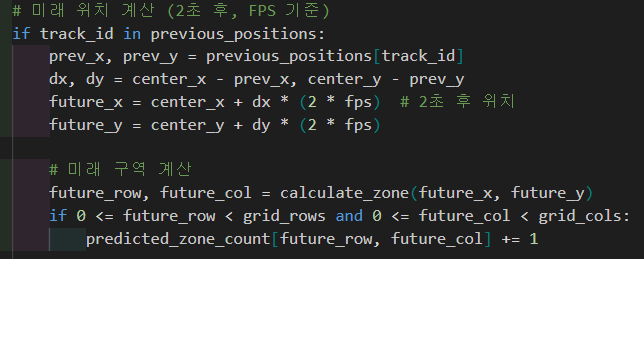 # 미래 위치 계산 (2초 후, FPS 기준)
if track_id in previous_positions:
    prev_x, prev_y = previous_positions[track_id]
    dx, dy = center_x - prev_x, center_y - prev_y
    future_x = center_x + dx * (2 * fps)  # 2초 후 위치
    future_y = center_y + dy * (2 * fps)
    # 미래 구역 계산
    future_row, future_col = calculate_zone(future_x, future_y)
    if 0 <= future_row < grid_rows and 0 <= future_col < grid_cols:
        predicted_zone_count[future_row, future_col] += 1